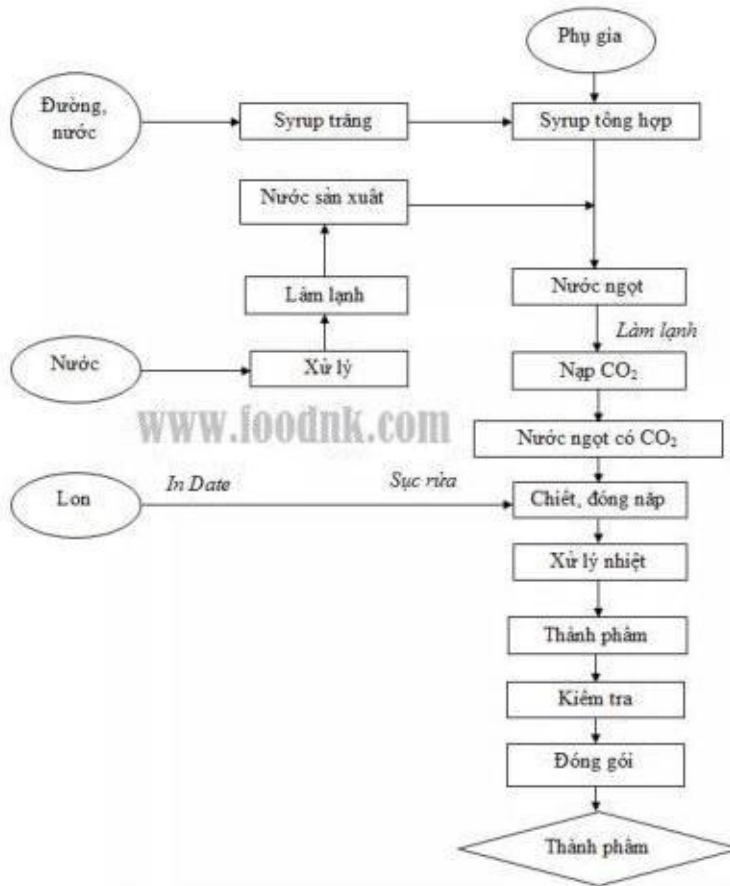 Phụ gia
Đường,
nước
Syrup trắng
Syrup tổng hợp
Nước sản xuất
Làm lạnh
Nước ngọt
Làm lạnh
Nước
Xử lý
Nạp CO₂
www.foodnk.com
Nước ngọt có CO₂
Lon
In Date
Sục rửa
Chiết, đóng nắp
Xử lý nhiệt
Thành phẩm
Kiểm tra
Đóng gói
Thành phẩm